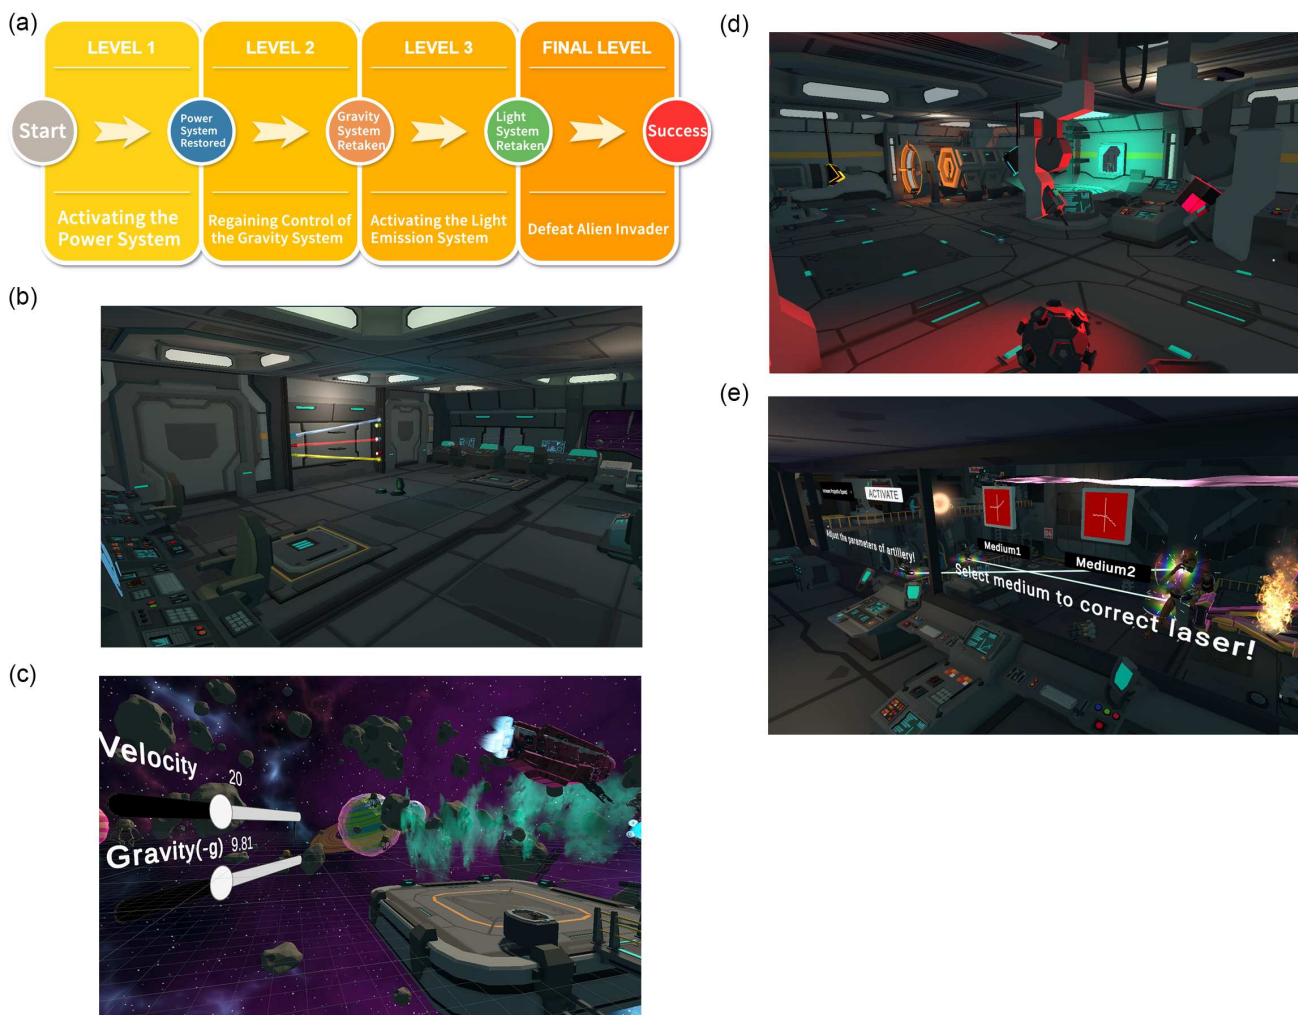 (a)
LEVEL 1
LEVEL 2
LEVEL 3
FINAL LEVEL
Start
Power
System
Restored
Gravity
System
Retaken
Light
System
Retaken
Success
Activating the
Power System
Regaining Control of
the Gravity System
Activating the Light
Emission System
Defeat Alien Invader
(b)
(c)
Velocity
20
Gravity(-g)
9.81
(d)
(e)
ACTIVATE
Adjust the parameters of artillery!
Medium1
Medium2
Select medium to correct laser!